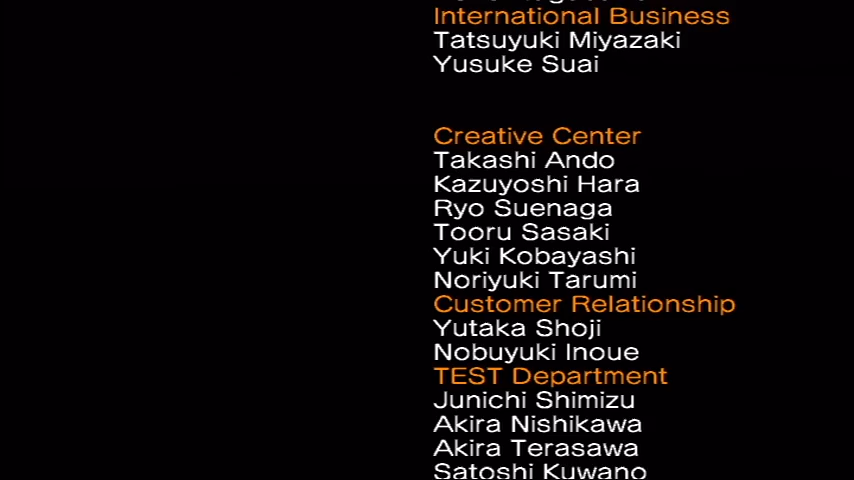 International Business
Tatsuyuki Miyazaki
Yusuke Suai
Creative Center
Takashi Ando
Kazuyoshi Hara
Ryo Suenaga
Tooru Sasaki
Yuki Kobayashi
Noriyuki Tarumi
Customer Relationship
Yutaka Shoji
Nobuyuki Inoue
TEST Department
Junichi Shimizu
Akira Nishikawa
Akira Terasawa
Satoshi Kuwano